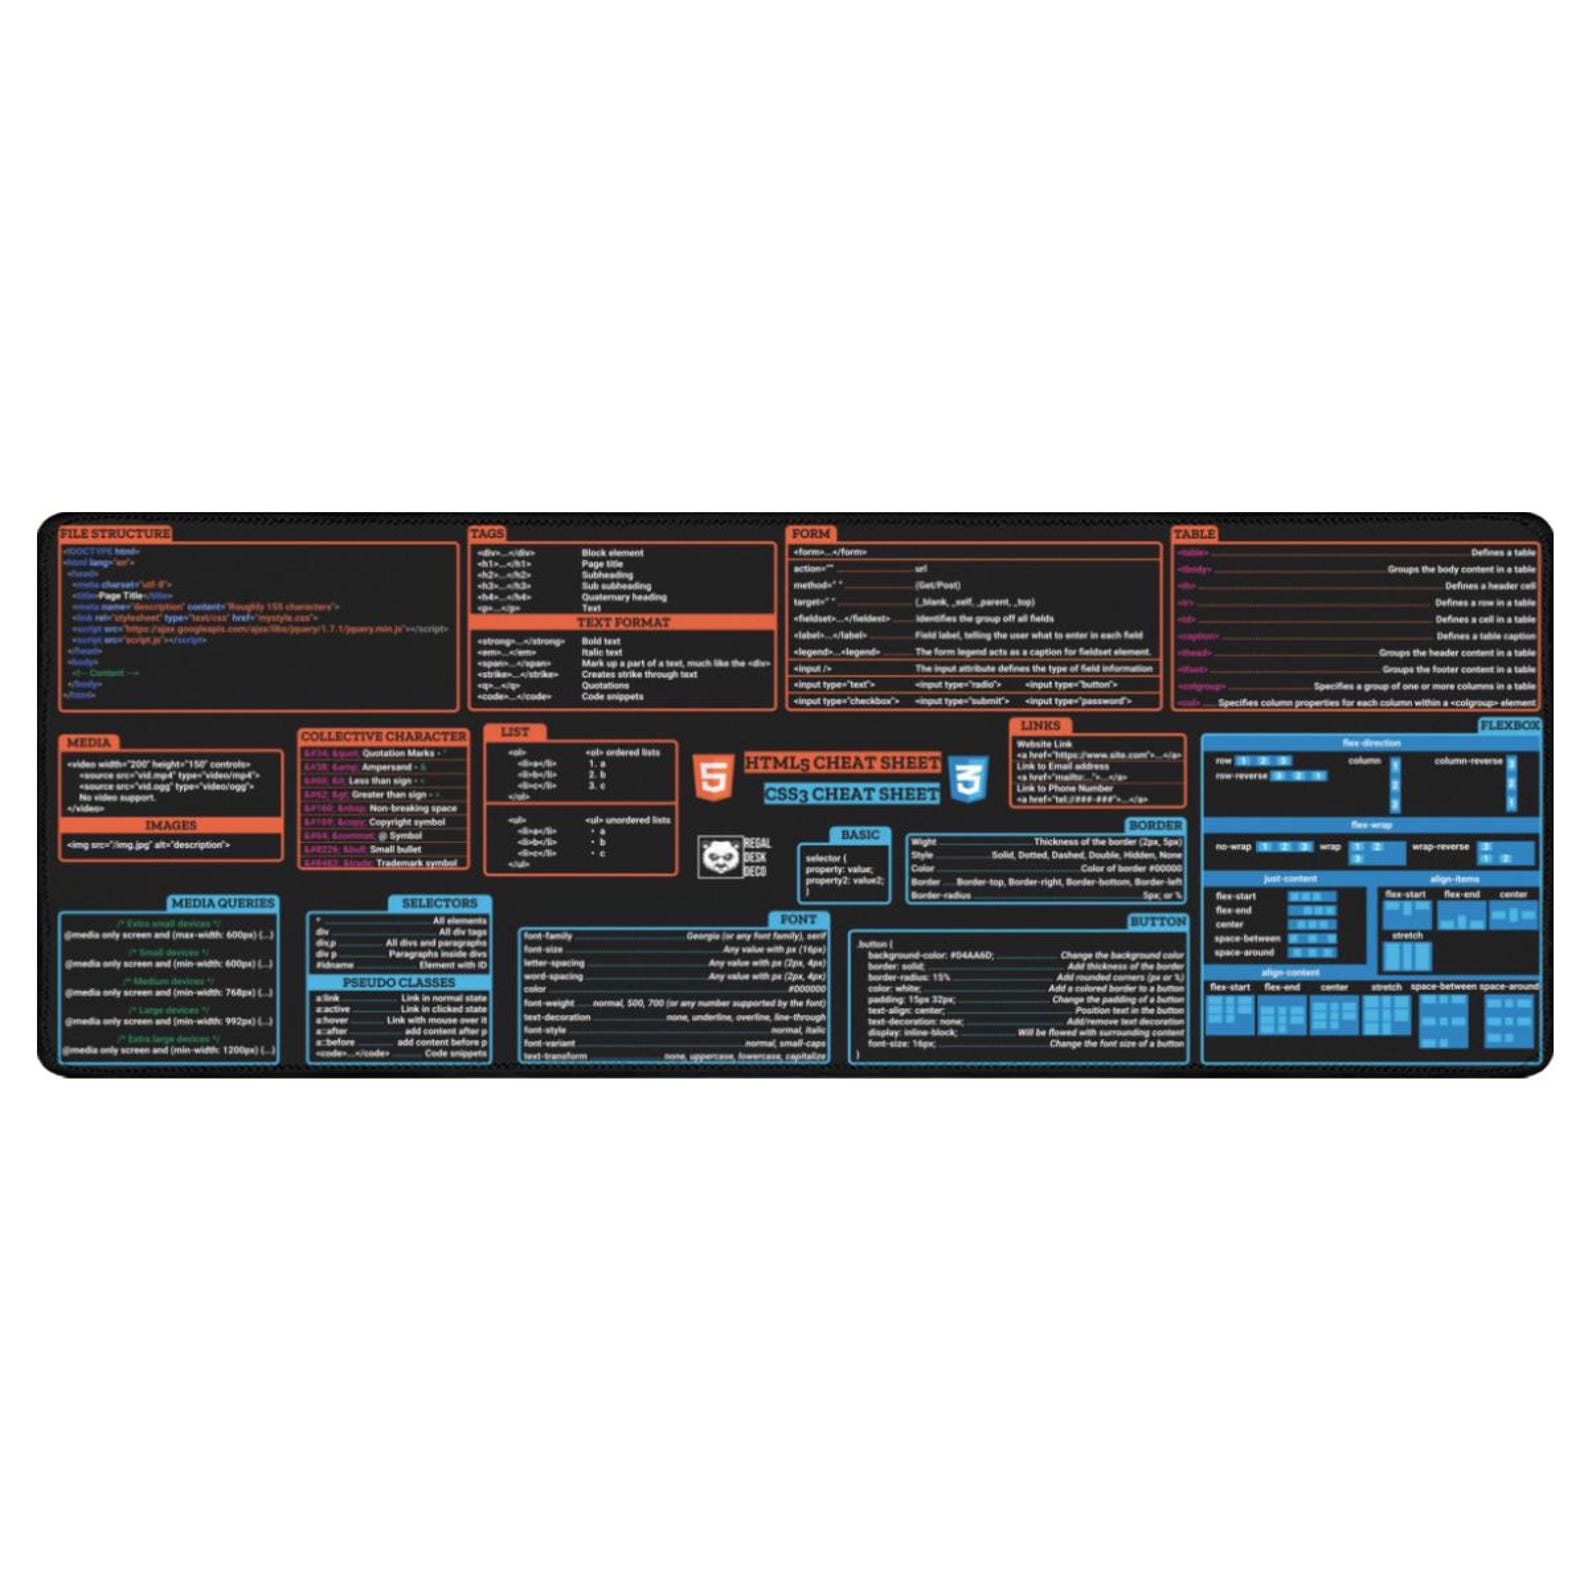 FILE STRUCTURE
<!DOCTYPE html>
<html lang="en">
<head>
<meta charset="utf-8">
<title>Page Title</title>
<meta name="description" content="Roughly 155 characters">
<link rel="stylesheet" type="text/css" href="mystyle.css">
<script src="https://ajax.googleapis.com/ajax/libs/jquery/1.7.1/jquery.min.js"></script>
<script src="script.js"></script>
</head>
<body>
<!-- Content -->
</body>
</html>
TAGS
<div>...</div> Block element
<h1>...</h1> Page title
<h2>...</h2> Subheading
<h3>...</h3> Sub subheading
<h4>...</h4> Quaternary heading
<p>...</p> Text
TEXT FORMAT
<strong>...</strong> Bold text
<em>...</em> Italic text
<span>...</span> Mark up a part of a text, much like the <div>
<strike>...</strike> Creates strike through text
<q>...</q> Quotations
<code>...</code> Code snippets
FORM
<form>...</form>
action="" url
method=" " (Get/Post)
target=" " (_blank, _self, _parent, _top)
<fieldset>...</fieldest> Identifies the group off all fields
<label>...</label> Field label, telling the user what to enter in each field
<legend>...<legend> The form legend acts as a caption for fieldset element.
<input /> The input attribute defines the type of field information
<input type="text"> <input type="radio"> <input type="button">
<input type="checkbox"> <input type="submit"> <input type="password">
TABLE
<table> Defines a table
<tbody> Groups the body content in a table
<th> Defines a header cell
<tr> Defines a row in a table
<td> Defines a cell in a table
<caption> Defines a table caption
<thead> Groups the header content in a table
<tfoot> Groups the footer content in a table
<colgroup> Specifies a group of one or more columns in a table
<col> Specifies column properties for each column within a <colgroup> element
MEDIA
<video width="200" height="150" controls>
<source src="vid.mp4" type="video/mp4">
<source src="vid.ogg" type="video/ogg">
No video support.
</video>
IMAGES
<img src="/img.jpg" alt="description">
COLLECTIVE CHARACTER
&#34; &quot; Quotation Marks - "
&#38; &amp; Ampersand - &
&#60; &lt; Less than sign - <
&#62; &gt; Greater than sign - >
&#160; &nbsp; Non-breaking space
&#169; &copy; Copyright symbol
&#64; &commat; @ Symbol
&#8226; &bull; Small bullet
&#8482; &trade; Trademark symbol
LIST
<ol> <ol> ordered lists
<li>a</li> 1. a
<li>b</li> 2. b
<li>c</li> 3. c
</ol>
<ul> <ul> unordered lists
<li>a</li> • a
<li>b</li> • b
<li>c</li> • c
</ul>
5 HTML5 CHEAT SHEET 3
CSS3 CHEAT SHEET
REGAL
DESK
DECO
LINKS
Website Link
<a href="https://www.site.com">...</a>
Link to Email address
<a href="mailto:...">...</a>
Link to Phone Number
<a href="tel://###-###">...</a>
BASIC
selector {
property: value;
property2: value2;
}
BORDER
Wight Thickness of the border (2px, 5px)
Style Solid, Dotted, Dashed, Double, Hidden, None
Color Color of border #00000
Border Border-top, Border-right, Border-bottom, Border-left
Border-radius 5px; or %
MEDIA QUERIES
/* Extra small devices */
@media only screen and (max-width: 600px) {...}
/* Small devices */
@media only screen and (min-width: 600px) {...}
/* Medium devices */
@media only screen and (min-width: 768px) {...}
/* Large devices */
@media only screen and (min-width: 992px) {...}
/* Extra large devices */
@media only screen and (min-width: 1200px) {...}
SELECTORS
* All elements
div All div tags
div,p All divs and paragraphs
div p Paragraphs inside divs
#idname Element with ID
PSEUDO CLASSES
a:link Link in normal state
a:active Link in clicked state
a:hover Link with mouse over it
a::after add content after p
a::before add content before p
<code>...</code> Code snippets
FONT
font-family Georgia (or any font family), serif
font-size Any value with px (16px)
letter-spacing Any value with px (2px, 4px)
word-spacing Any value with px (2px, 4px)
color #000000
font-weight normal, 500, 700 (or any number supported by the font)
text-decoration none, underline, overline, line-through
font-style normal, italic
font-variant normal, small-caps
text-transform none, uppercase, lowercase, capitalize
BUTTON
.button {
background-color: #04AA6D; Change the background color
border: solid; Add thickness of the border
border-radius: 15% Add rounded corners (px or %)
color: white; Add a colored border to a button
padding: 15px 32px; Change the padding of a button
text-align: center; Position text in the button
text-decoration: none; Add/remove text decoration
display: inline-block; Will be flowed with surrounding content
font-size: 16px; Change the font size of a button
}
FLEXBOX
flex-direction
row 1 2 3 column 1 2 3 column-reverse 3 2 1
row-reverse 3 2 1
flex-wrap
no-wrap 1 2 3 wrap 1 2 3 wrap-reverse 3 1 2
just-content
flex-start
flex-end
center
space-between
space-around
align-items
flex-start flex-end center
stretch
align-content
flex-start flex-end center stretch space-between space-around